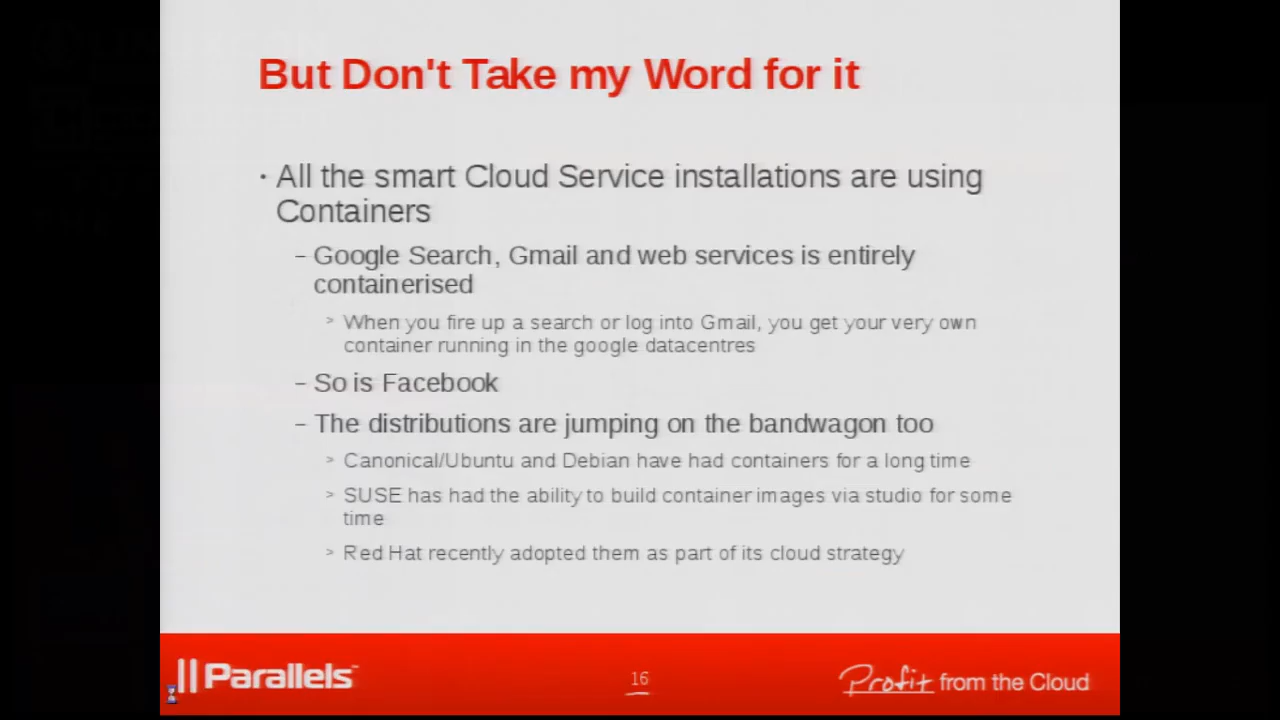 But Don't Take my Word for it
· All the smart Cloud Service installations are using
Containers
– Google Search, Gmail and web services is entirely
containerised
> When you fire up a search or log into Gmail, you get your very own
container running in the google datacentres
– So is Facebook
– The distributions are jumping on the bandwagon too
> Canonical/Ubuntu and Debian have had containers for a long time
> SUSE has had the ability to build container images via studio for some
time
> Red Hat recently adopted them as part of its cloud strategy
Parallels™
16
Profit from the Cloud